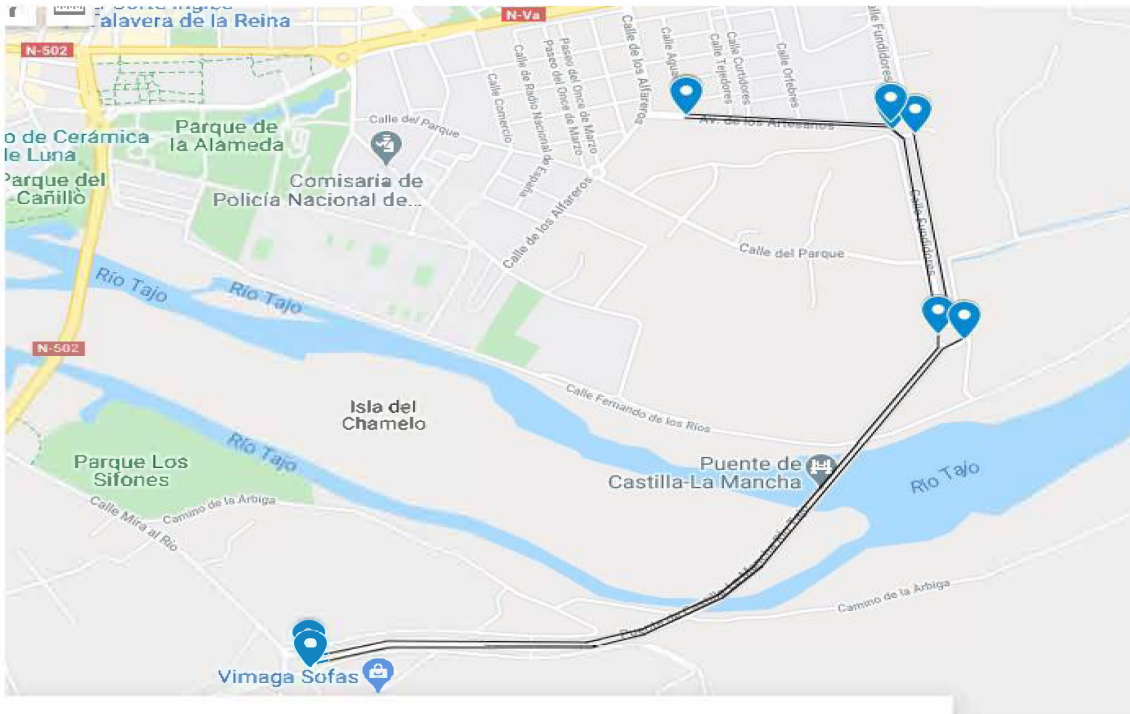 alavera de la Reina
N-Va
N-502
Calle de los Alfareros
Calle Fundidores
Paseo del Once de Marzo
Paseo del Once de Marzo
Calle Curtidores
Calle Tejedores
Calle Orfebres
Calle Comercio
Calle de Radio Nacional de España
Av. de los Artesanos
Calle del Parque
o de Cerámica
de Luna
Parque de
la Alameda
Parque del
Cañillo
Comisaria de
Policía Nacional de...
Calle de los Alfareros
Calle Fundidores
Calle del Parque
Río Tajo
Río Tajo
N-502
Isla del
Chamelo
Calle Fernando de los Ríos
Río Tajo
Parque Los
Sifones
Puente de
Castilla-La Mancha
Río Tajo
Camino de la Arbiga
Calle Mira al Río
Camino de la Arbiga
Vimaga Sofas